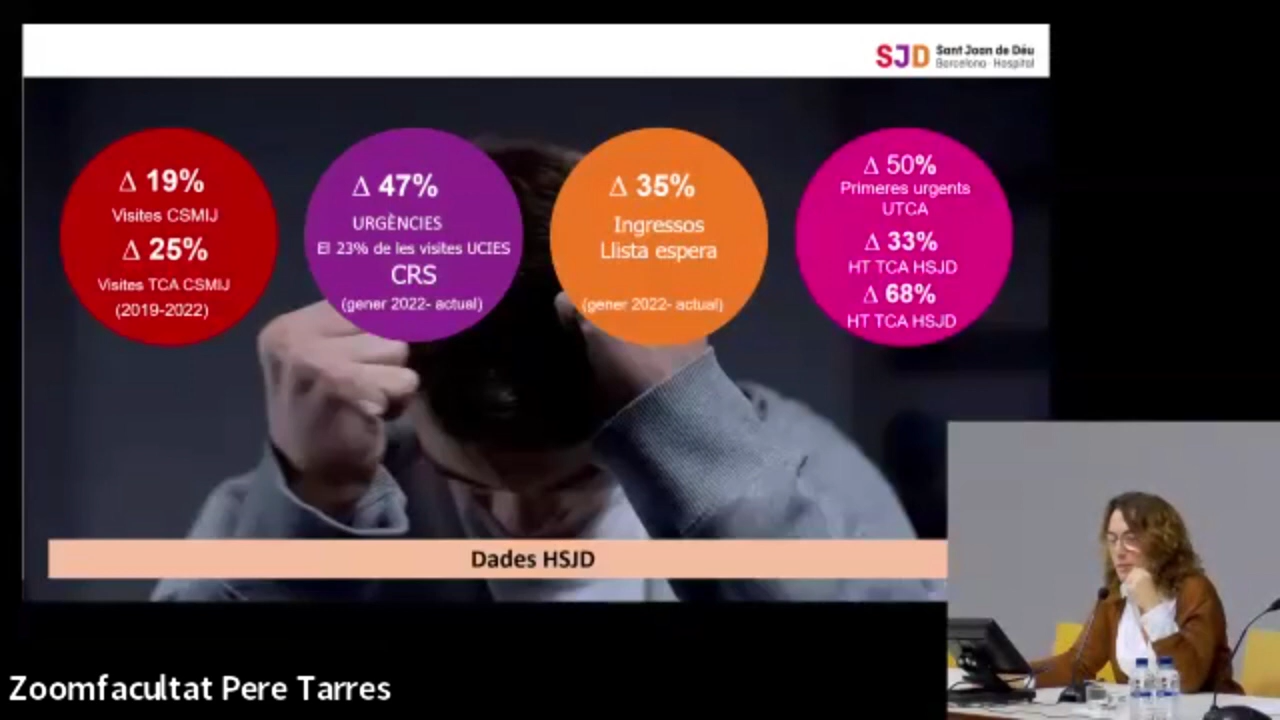 SJD Sant Joan de Déu
Barcelona · Hospital
Δ 19%
Visites CSMIJ
Δ 25%
Visites TCA CSMIJ
(2019-2022)
Δ 47%
URGÈNCIES
El 23% de les visites UCIES
CRS
(gener 2022- actual)
Δ 35%
Ingressos
Llista espera
(gener 2022- actual)
Δ 50%
Primeres urgents
UTCA
Δ 33%
HT TCA HSJD
Δ 68%
HT TCA HSJD
Dades HSJD
Zoomfacultat Pere Tarres